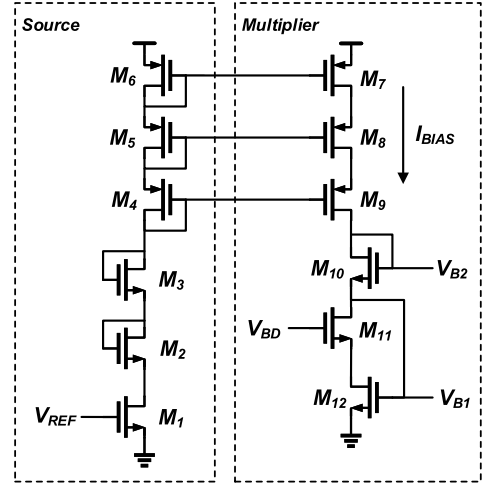 Source
Multiplier
M6
M7
M5
M8
IBIAS
M4
M9
M3
M10
VB2
M2
VBD
M11
VREF
M1
M12
VB1